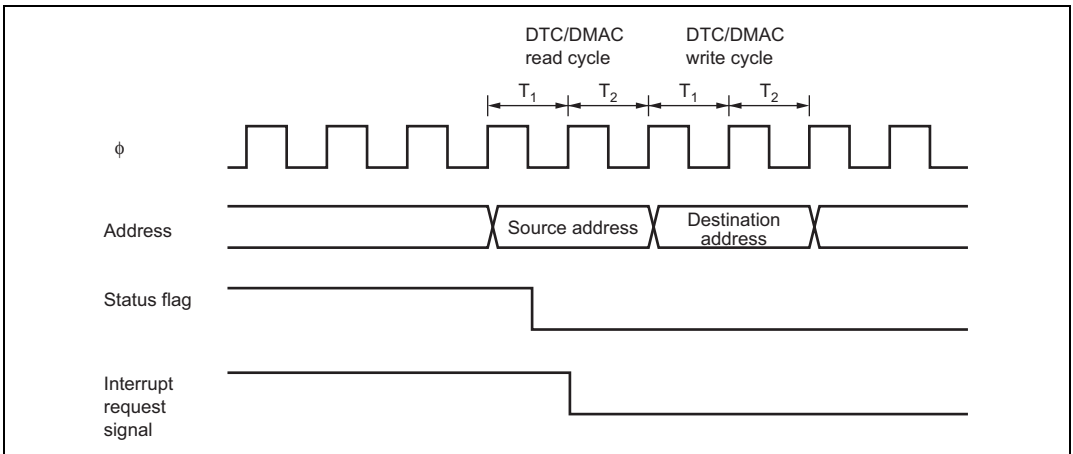 DTC/DMAC
read cycle
DTC/DMAC
write cycle
T1
T2
T1
T2
ϕ
Address
Source address
Destination
address
Status flag
Interrupt
request
signal